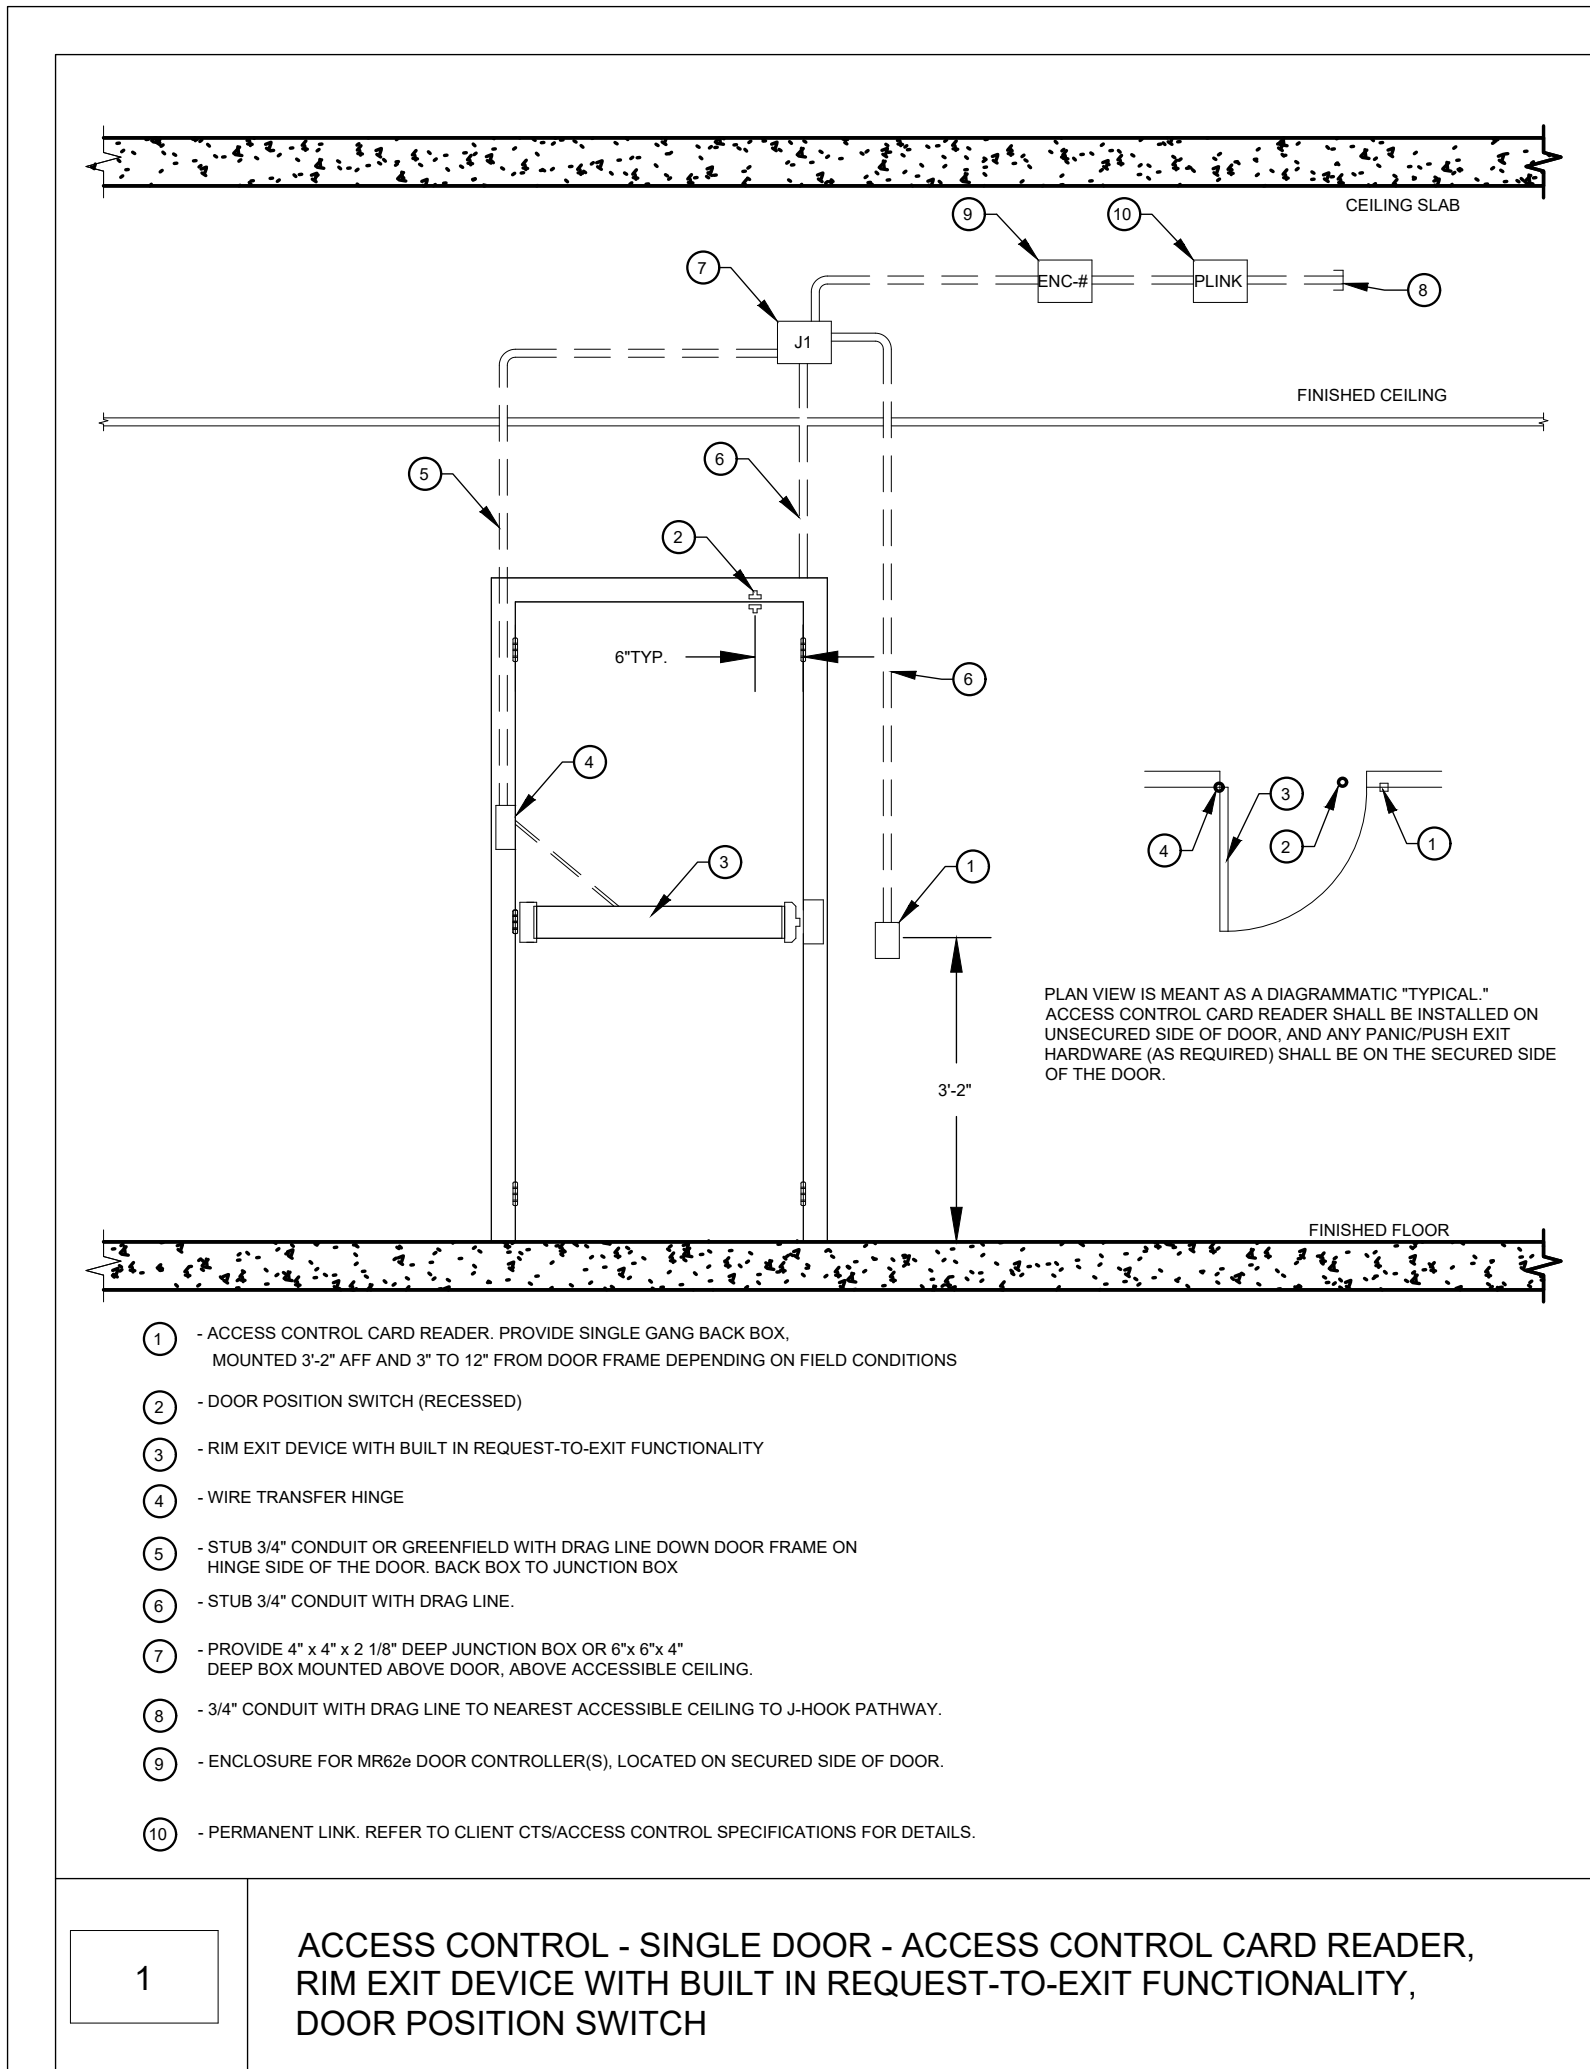 CEILING SLAB
9
10
7
8
ENC-#
PLINK
J1
FINISHED CEILING
5
6
2
6"TYP.
6
4
3
1
3
4
2
1
PLAN VIEW IS MEANT AS A DIAGRAMMATIC "TYPICAL."
ACCESS CONTROL CARD READER SHALL BE INSTALLED ON
UNSECURED SIDE OF DOOR, AND ANY PANIC/PUSH EXIT
HARDWARE (AS REQUIRED) SHALL BE ON THE SECURED SIDE
OF THE DOOR.
3'-2"
FINISHED FLOOR
1 - ACCESS CONTROL CARD READER. PROVIDE SINGLE GANG BACK BOX,
MOUNTED 3'-2" AFF AND 3" TO 12" FROM DOOR FRAME DEPENDING ON FIELD CONDITIONS
2 - DOOR POSITION SWITCH (RECESSED)
3 - RIM EXIT DEVICE WITH BUILT IN REQUEST-TO-EXIT FUNCTIONALITY
4 - WIRE TRANSFER HINGE
5 - STUB 3/4" CONDUIT OR GREENFIELD WITH DRAG LINE DOWN DOOR FRAME ON
HINGE SIDE OF THE DOOR. BACK BOX TO JUNCTION BOX
6 - STUB 3/4" CONDUIT WITH DRAG LINE.
7 - PROVIDE 4" x 4" x 2 1/8" DEEP JUNCTION BOX OR 6"x 6"x 4"
DEEP BOX MOUNTED ABOVE DOOR, ABOVE ACCESSIBLE CEILING.
8 - 3/4" CONDUIT WITH DRAG LINE TO NEAREST ACCESSIBLE CEILING TO J-HOOK PATHWAY.
9 - ENCLOSURE FOR MR62e DOOR CONTROLLER(S), LOCATED ON SECURED SIDE OF DOOR.
10 - PERMANENT LINK. REFER TO CLIENT CTS/ACCESS CONTROL SPECIFICATIONS FOR DETAILS.
1
ACCESS CONTROL - SINGLE DOOR - ACCESS CONTROL CARD READER,
RIM EXIT DEVICE WITH BUILT IN REQUEST-TO-EXIT FUNCTIONALITY,
DOOR POSITION SWITCH